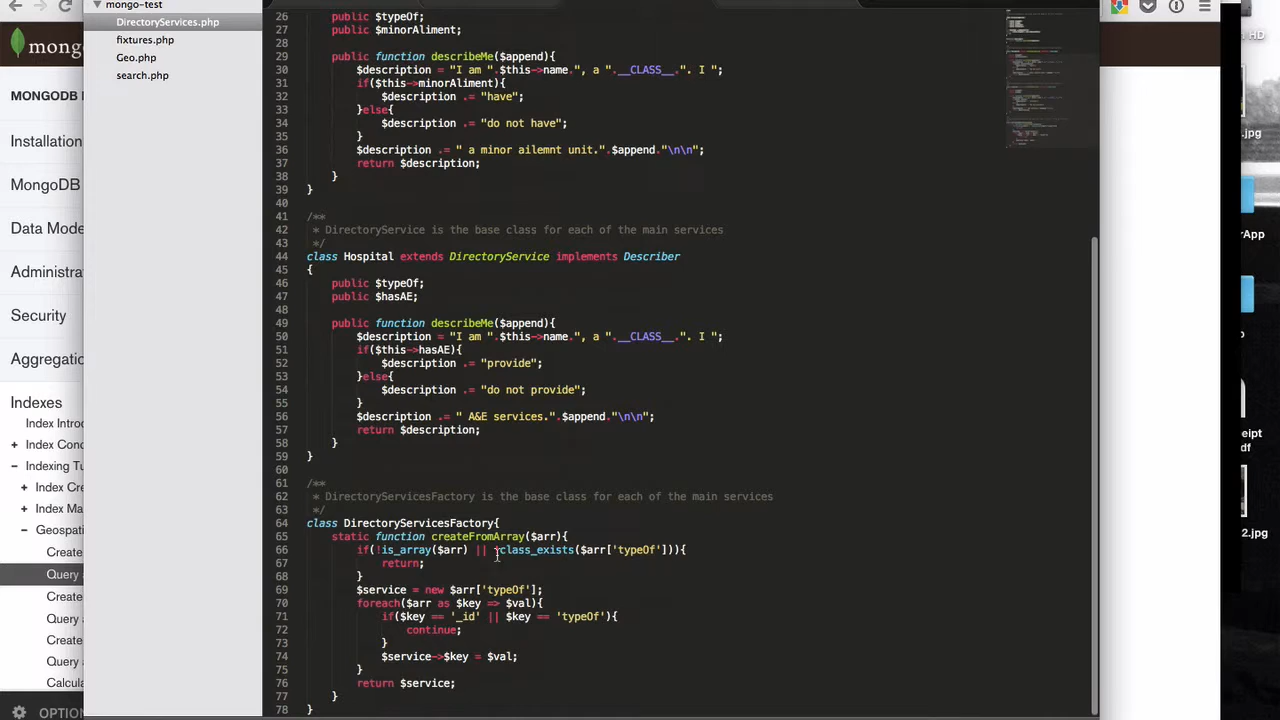 mongo-test
DirectoryServices.php
fixtures.php
Geo.php
search.php
mongo
MONGODB
Installation
MongoDB
Data Mode
Administra
Security
Aggregatio
Indexes
Index Intro
+ Index Con
− Indexing Tu
+ Index Cre
+ Index Ma
− Geospati
Create
Query a
Create
Query a
Create
Query a
Calcula
OPTION
26 public $typeOf;
27 public $minorAliment;
28
29 public function describeMe($append){
30 $description = "I am ".$this->name.", a ".__CLASS__.". I ";
31 if($this->minorAliment){
32 $description .= "have";
33 }else{
34 $description .= "do not have";
35 }
36 $description .= " a minor ailemnt unit.".$append."\n\n";
37 return $description;
38 }
39 }
40
41 /**
42 * DirectoryService is the base class for each of the main services
43 */
44 class Hospital extends DirectoryService implements Describer
45 {
46 public $typeOf;
47 public $hasAE;
48
49 public function describeMe($append){
50 $description = "I am ".$this->name.", a ".__CLASS__.". I ";
51 if($this->hasAE){
52 $description .= "provide";
53 }else{
54 $description .= "do not provide";
55 }
56 $description .= " A&E services.".$append."\n\n";
57 return $description;
58 }
59 }
60
61 /**
62 * DirectoryServicesFactory is the base class for each of the main services
63 */
64 class DirectoryServicesFactory{
65 static function createFromArray($arr){
66 if(!is_array($arr) || !class_exists($arr['typeOf'])){
67 return;
68 }
69 $service = new $arr['typeOf'];
70 foreach($arr as $key => $val){
71 if($key == '_id' || $key == 'typeOf'){
72 continue;
73 }
74 $service->$key = $val;
75 }
76 return $service;
77 }
78 }
HD
.jpg
rApp
eipt
df
2.jpg